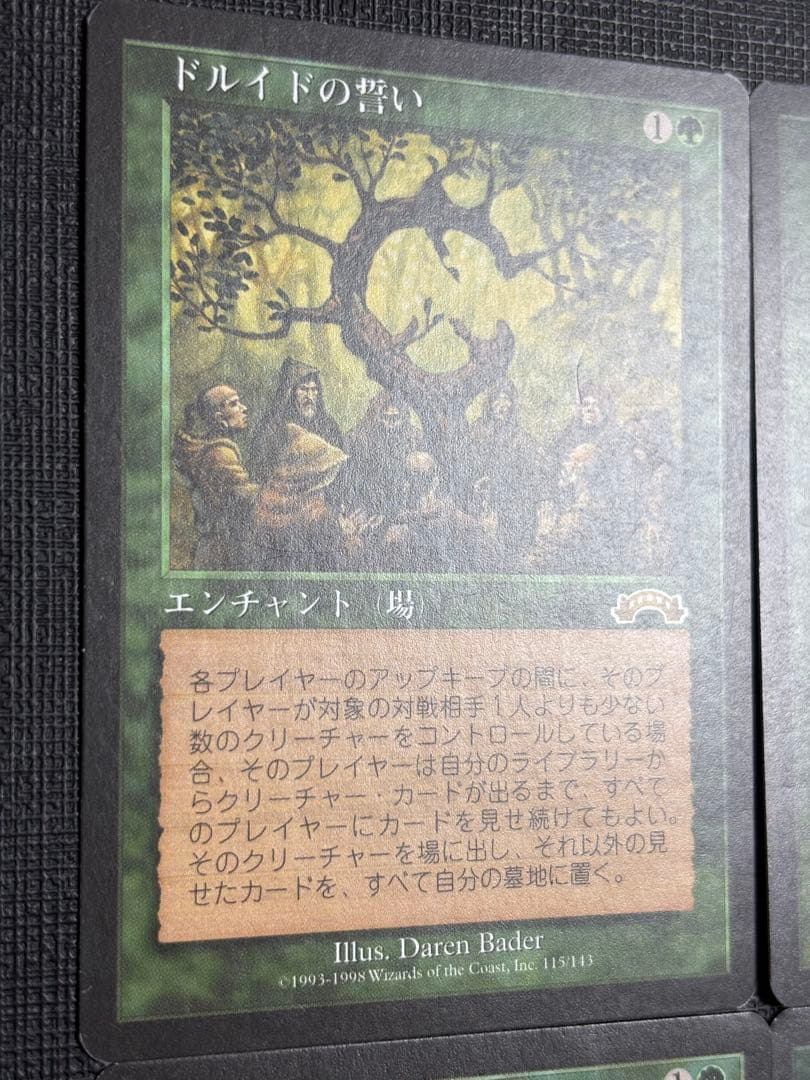 ドルイドの誓い
1
エンチャント（場）
各プレイヤーのアップキープの間に、そのプ
レイヤーが対象の対戦相手１人よりも少ない
数のクリーチャーをコントロールしている場
合、そのプレイヤーは自分のライブラリーか
らクリーチャー・カードが出るまで、すべて
のプレイヤーにカードを見せ続けてもよい。
そのクリーチャーを場に出し、それ以外の見
せたカードを、すべて自分の墓地に置く。
Illus. Daren Bader
©1993-1998 Wizards of the Coast, Inc. 115/143
1